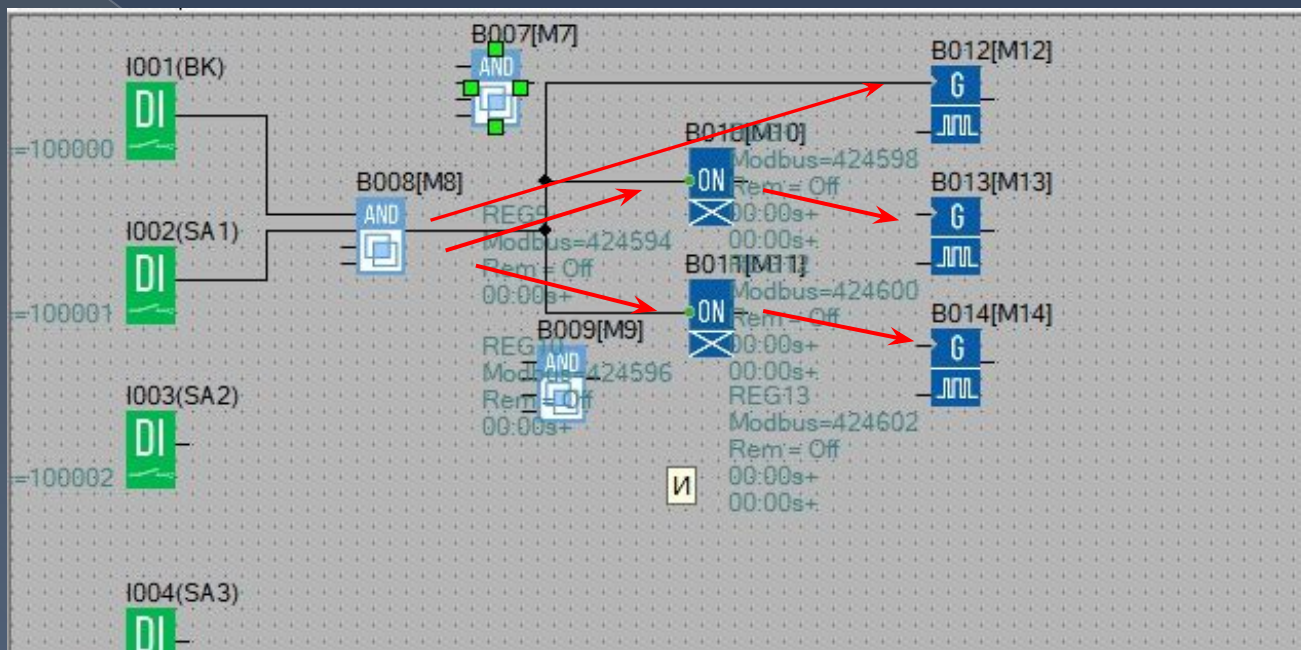 B007[M7]
AND
B012[M12]
G
I001(BK)
DI
=100000
B010[M10]
Modbus=424598
ON
Rem = Off
00:00s+
00:00s+
B008[M8]
AND
REG9
Modbus=424594
Rem = Off
00:00s+
B013[M13]
G
I002(SA1)
DI
=100001
B011[M11]
Modbus=424600
ON
Rem = Off
00:00s+
00:00s+
B014[M14]
G
B009[M9]
AND
REG10
Modbus=424596
Rem = Off
00:00s+
REG13
Modbus=424602
Rem = Off
00:00s+
00:00s+
I003(SA2)
DI
=100002
И
I004(SA3)
DI